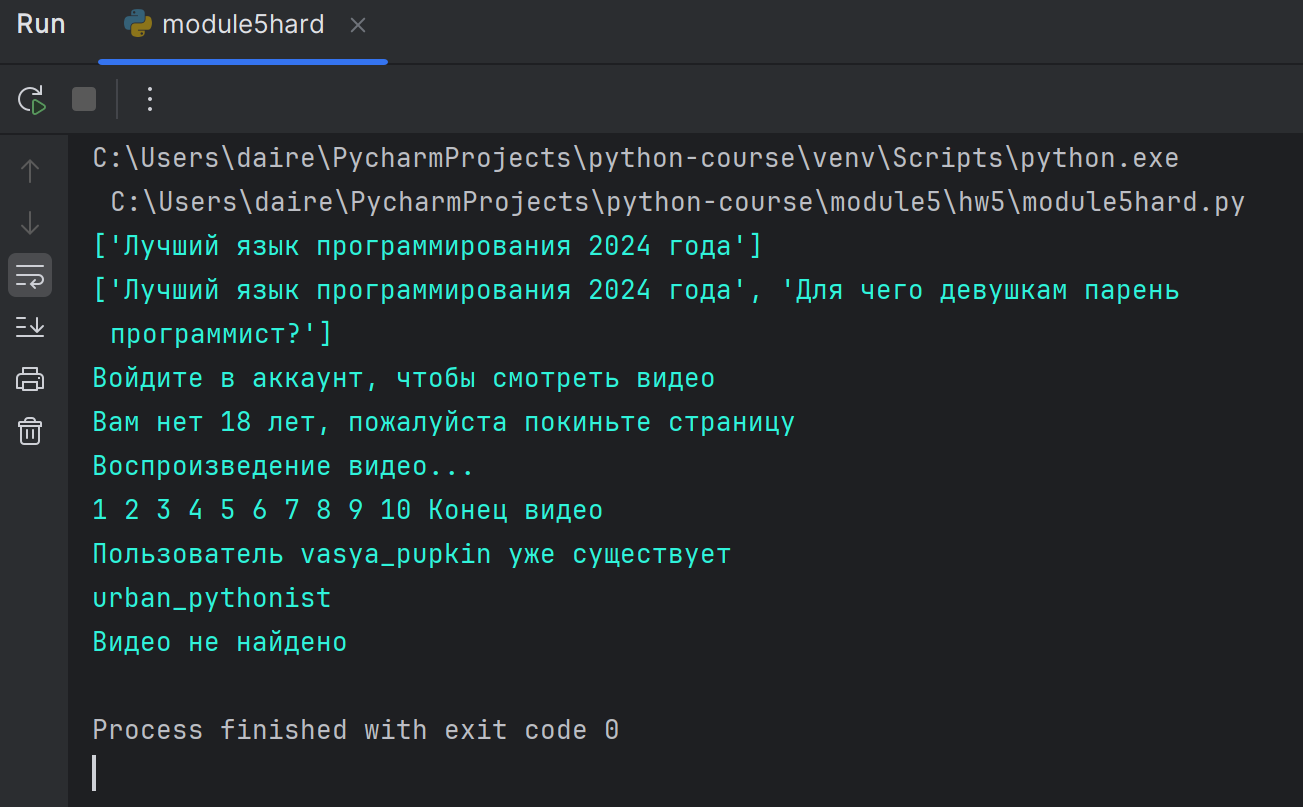 Run module5hard
C:\Users\daire\PycharmProjects\python-course\venv\Scripts\python.exe
C:\Users\daire\PycharmProjects\python-course\module5\hw5\module5hard.py
['Лучший язык программирования 2024 года']
['Лучший язык программирования 2024 года', 'Для чего девушкам парень
программист?']
Войдите в аккаунт, чтобы смотреть видео
Вам нет 18 лет, пожалуйста покиньте страницу
Воспроизведение видео...
1 2 3 4 5 6 7 8 9 10 Конец видео
Пользователь vasya_pupkin уже существует
urban_pythonist
Видео не найдено
Process finished with exit code 0